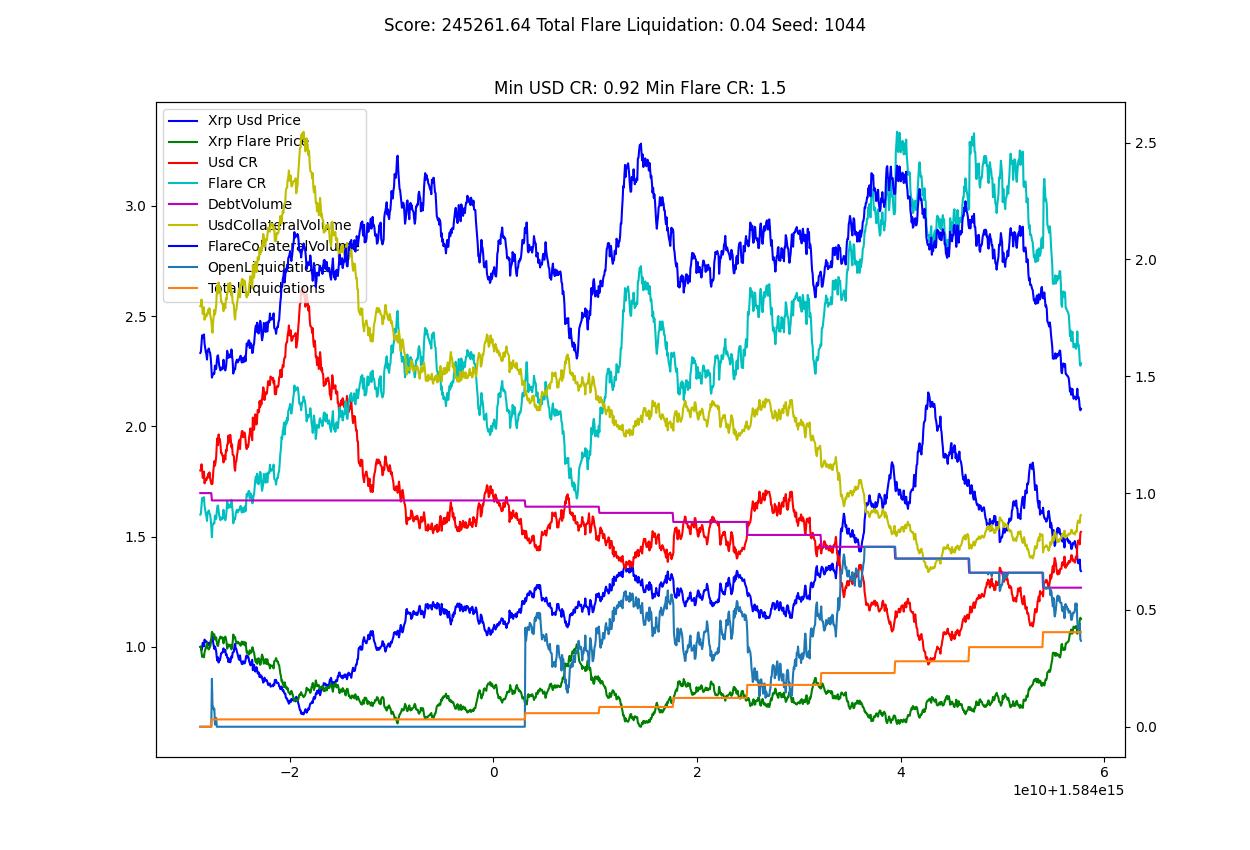 Score: 245261.64 Total Flare Liquidation: 0.04 Seed: 1044
Min USD CR: 0.92 Min Flare CR: 1.5
Xrp Usd Price
Xrp Flare Price
Usd CR
Flare CR
DebtVolume
UsdCollateralVolume
FlareCollateralVolume
OpenLiquidations
TotalLiquidations
3.0
2.5
2.0
1.5
1.0
2.5
2.0
1.5
1.0
0.5
0.0
−2
0
2
4
6
1e10+1.584e15